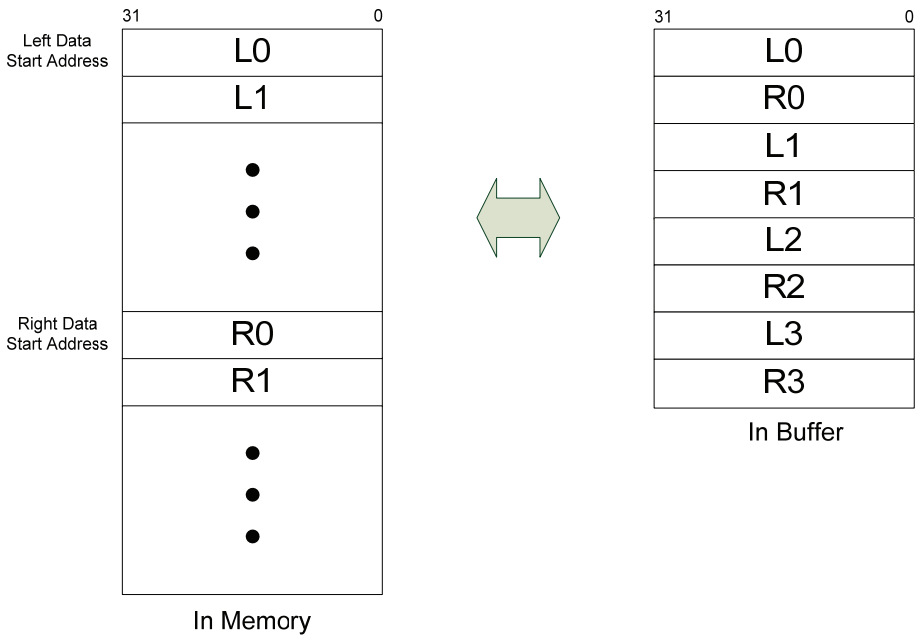 31 0
Left Data
Start Address
L0
L1
Right Data
Start Address
R0
R1
In Memory
31 0
L0
R0
L1
R1
L2
R2
L3
R3
In Buffer